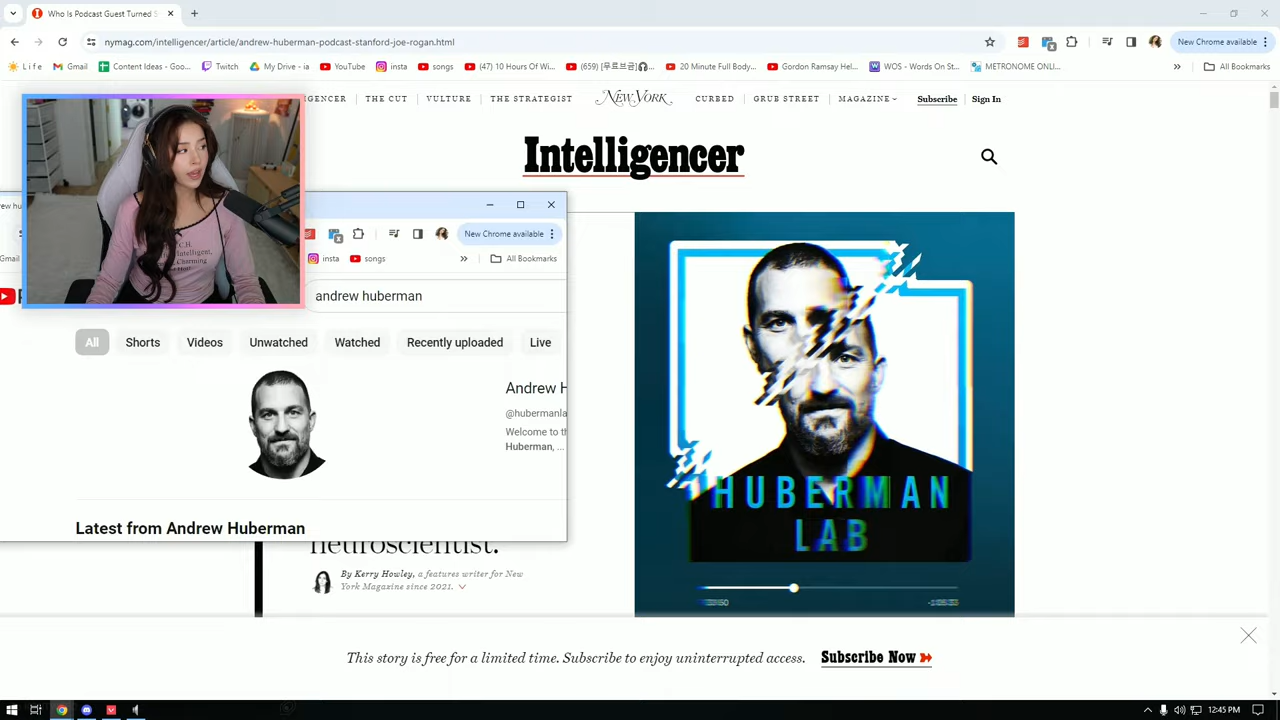 Who Is Podcast Guest Turned S
nymag.com/intelligencer/article/andrew-huberman-podcast-stanford-joe-rogan.html
New Chrome available
L i f e
Gmail
Content Ideas - Goo...
Twitch
My Drive - ia
YouTube
insta
songs
(47) 10 Hours Of Wi...
20 Minute Full Body...
Gordon Ramsay Hel...
WOS - Words On St...
METRONOME ONLI...
»
All Bookmarks
IGENCER
THE CUT
VULTURE
THE STRATEGIST
NEW YORK
CURBED
GRUB STREET
MAGAZINE
Subscribe
Sign In
Intelligencer
drew hu
New Chrome available
Gmail
insta
songs
»
All Bookmarks
andrew huberman
All
Shorts
Videos
Unwatched
Watched
Recently uploaded
Live
Andrew H
@hubermanla
Welcome to th
Huberman, ...
Latest from Andrew Huberman
HUBERMAN
LAB
neuroscientist.
By Kerry Howley, a features writer for New
York Magazine since 2021.
This story is free for a limited time. Subscribe to enjoy uninterrupted access.
Subscribe Now
12:45 PM